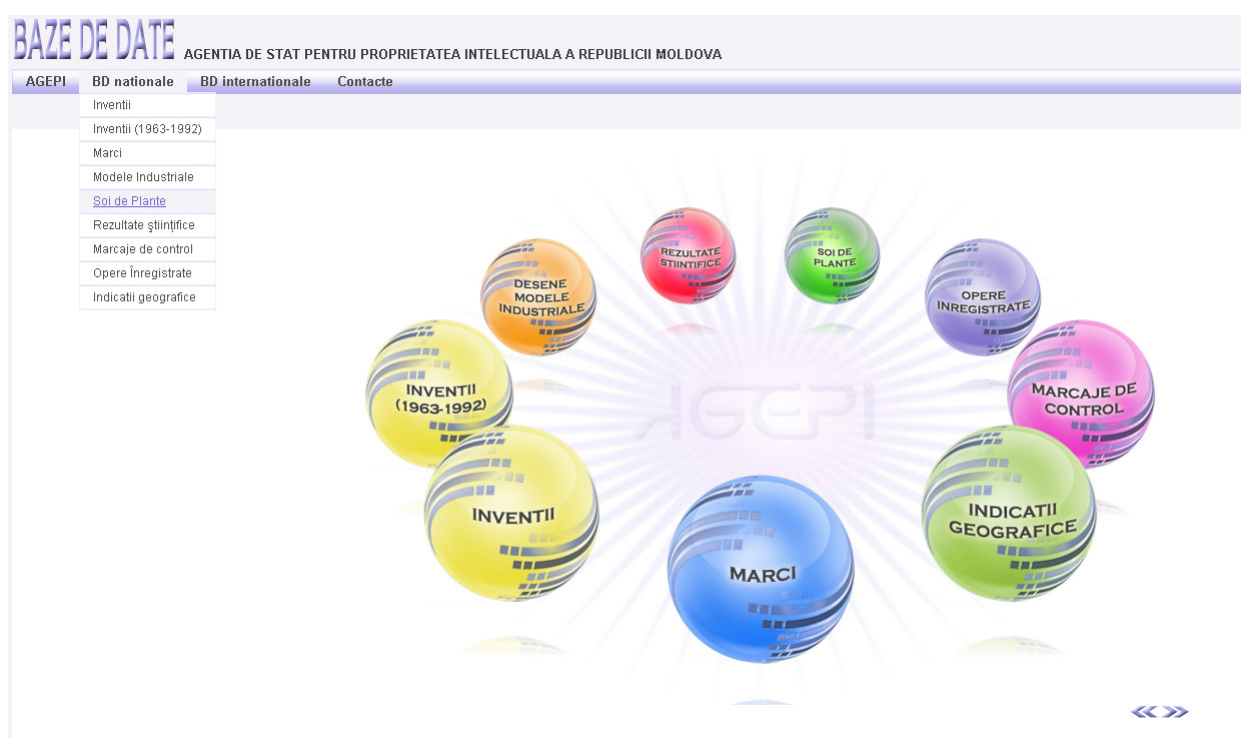 BAZE DE DATE AGENTIA DE STAT PENTRU PROPRIETATEA INTELECTUALA A REPUBLICII MOLDOVA
AGEPI BD nationale BD internationale Contacte
Inventii
Inventii (1963-1992)
Marci
Modele Industriale
Soi de Plante
Rezultate ştiinţifice
Marcaje de control
Opere Înregistrate
Indicatii geografice
REZULTATE
STIINTIFICE
SOI DE
PLANTE
DESENE
MODELE
INDUSTRIALE
OPERE
INREGISTRATE
INVENTII
(1963-1992)
MARCAJE DE
CONTROL
AGEPI
INVENTII
INDICATII
GEOGRAFICE
MARCI